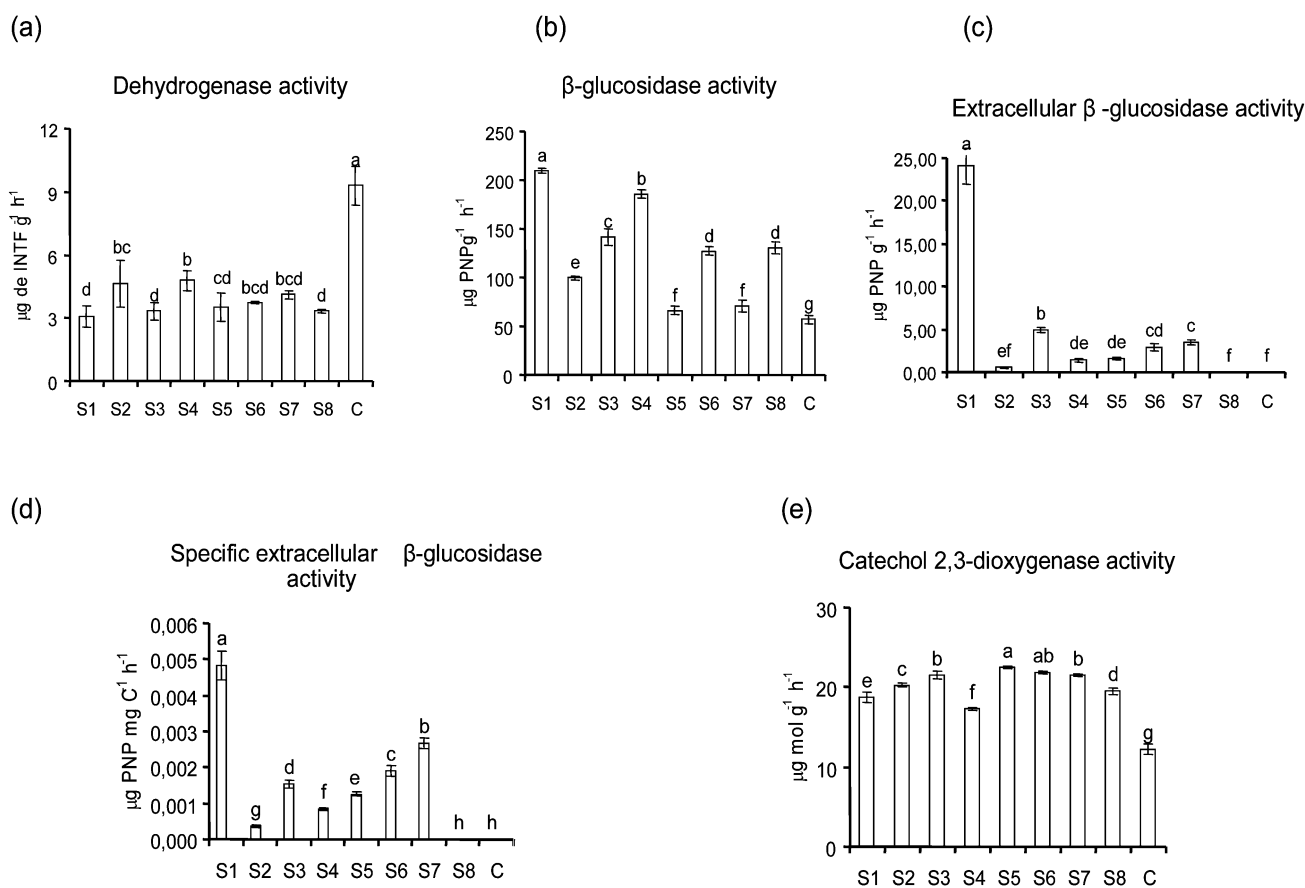 (a)
Dehydrogenase activity
µg de INTF g-1 h-1
12
9
6
3
0
d
bc
d
b
cd
bcd
bcd
d
a
S1 S2 S3 S4 S5 S6 S7 S8 C
(b)
β-glucosidase activity
µg PNPg-1 h-1
250
200
150
100
50
0
a
e
c
b
f
d
f
d
g
S1 S2 S3 S4 S5 S6 S7 S8 C
(c)
Extracellular β -glucosidase activity
µg PNP g-1 h-1
25,00
20,00
15,00
10,00
5,00
0,00
a
ef
b
de
de
cd
c
f
f
S1 S2 S3 S4 S5 S6 S7 S8 C
(d)
Specific extracellular β-glucosidase
activity
µg PNP mg C-1 h-1
0,006
0,005
0,004
0,003
0,002
0,001
0,000
a
g
d
f
e
c
b
h
h
S1 S2 S3 S4 S5 S6 S7 S8 C
(e)
Catechol 2,3-dioxygenase activity
µg mol g-1 h-1
30
20
10
0
e
c
b
f
a
ab
b
d
g
S1 S2 S3 S4 S5 S6 S7 S8 C